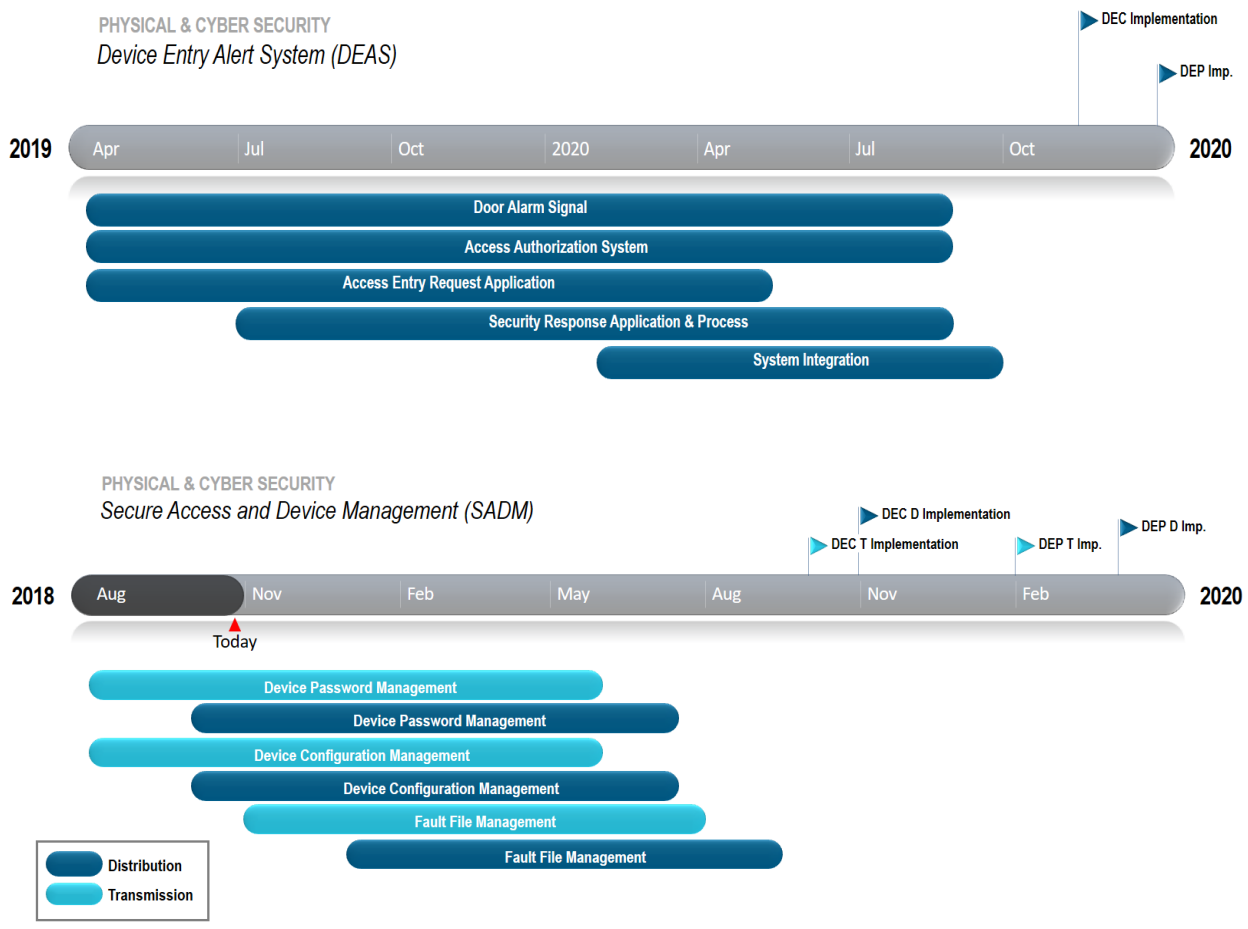 PHYSICAL & CYBER SECURITY
Device Entry Alert System (DEAS)
DEC Implementation
DEP Imp.
2019
Apr
Jul
Oct
2020
Apr
Jul
Oct
2020
Door Alarm Signal
Access Authorization System
Access Entry Request Application
Security Response Application & Process
System Integration
PHYSICAL & CYBER SECURITY
Secure Access and Device Management (SADM)
DEC D Implementation
DEC T Implementation
DEP T Imp.
DEP D Imp.
2018
Aug
Nov
Feb
May
Aug
Nov
Feb
2020
Today
Device Password Management
Device Password Management
Device Configuration Management
Device Configuration Management
Fault File Management
Fault File Management
Distribution
Transmission